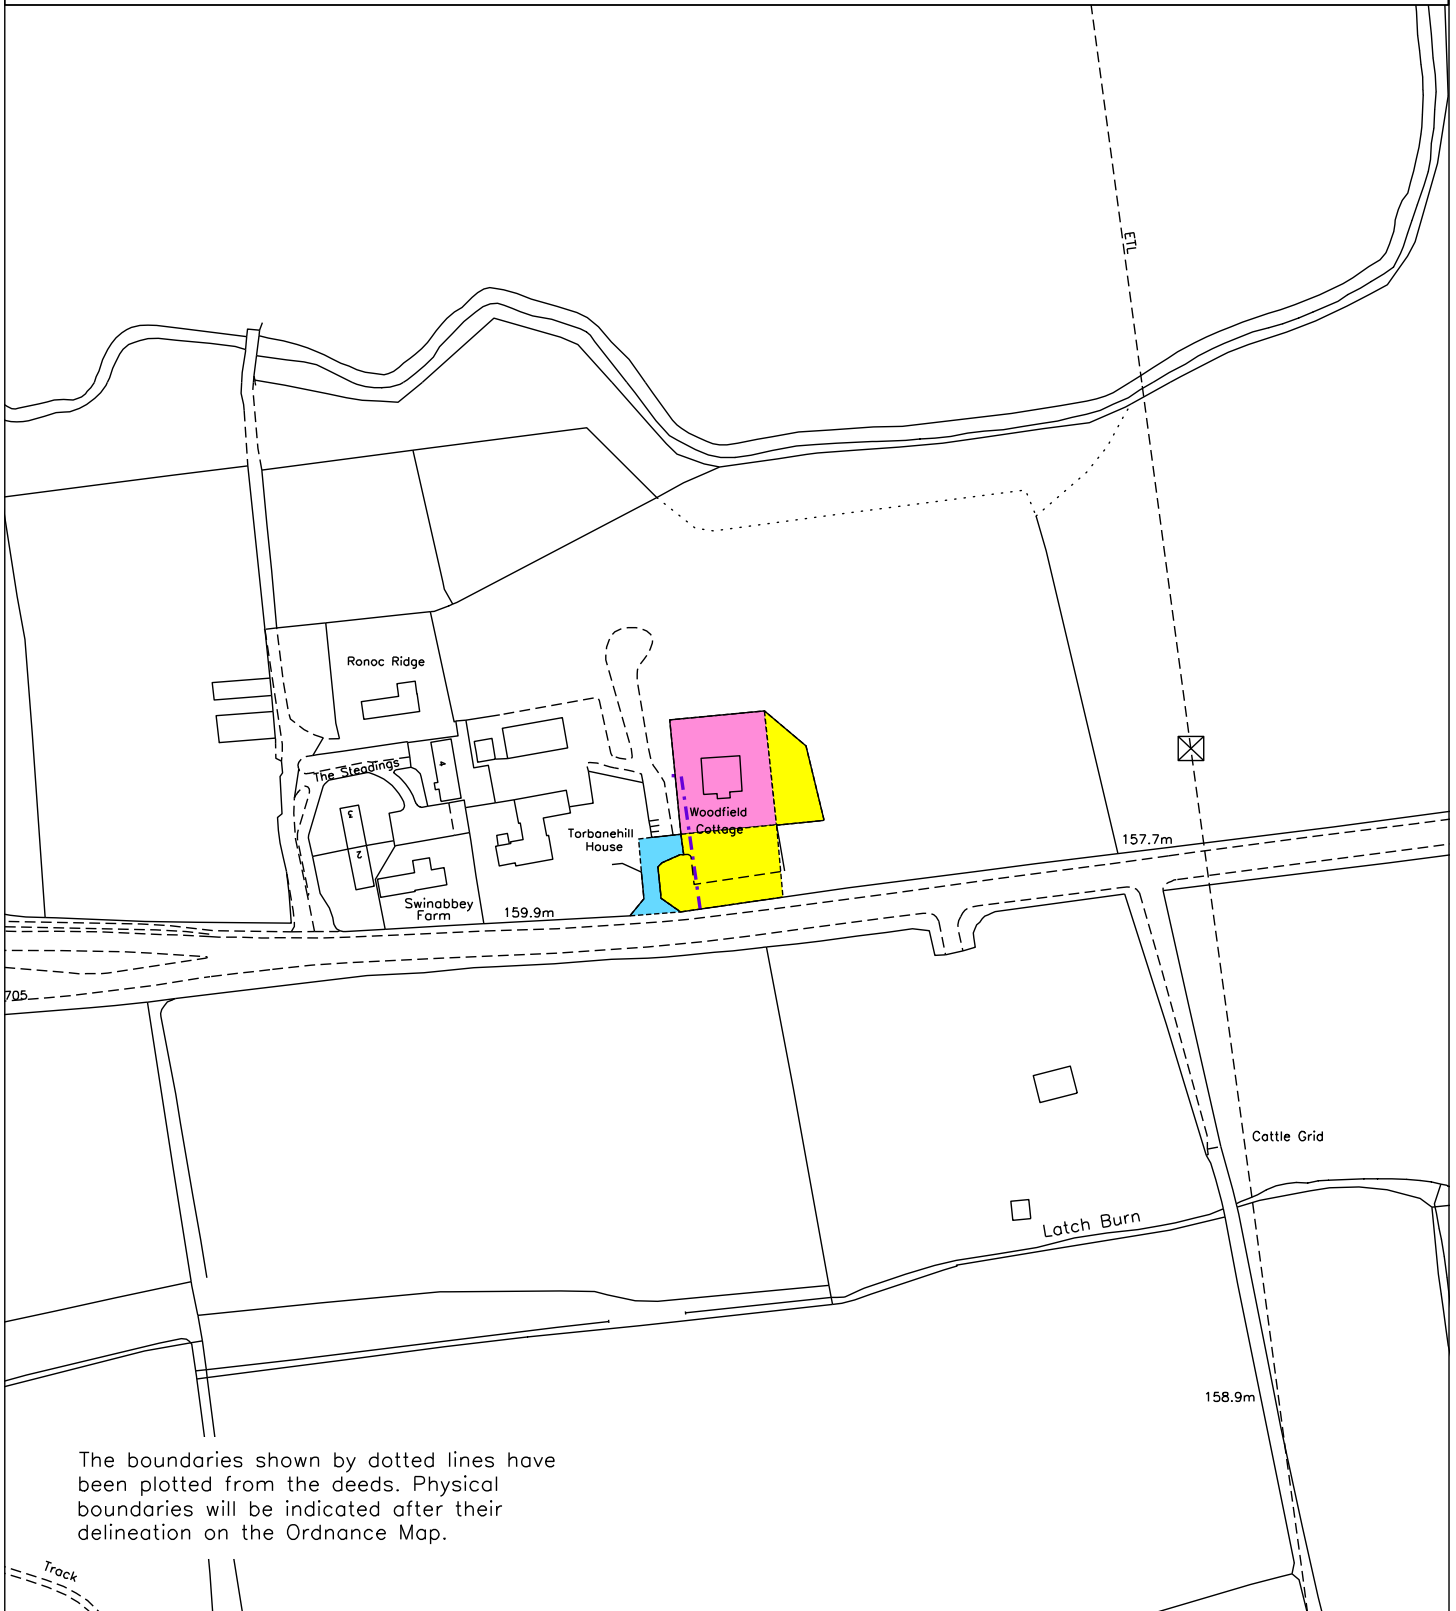 ETL
Ronoc Ridge
The Steadings
4
3
2
Woodfield
Cottage
Torbanehill
House
157.7m
Swinabbey
Farm
159.9m
705
Cattle Grid
Latch Burn
158.9m
The boundaries shown by dotted lines have
been plotted from the deeds. Physical
boundaries will be indicated after their
delineation on the Ordnance Map.
Track